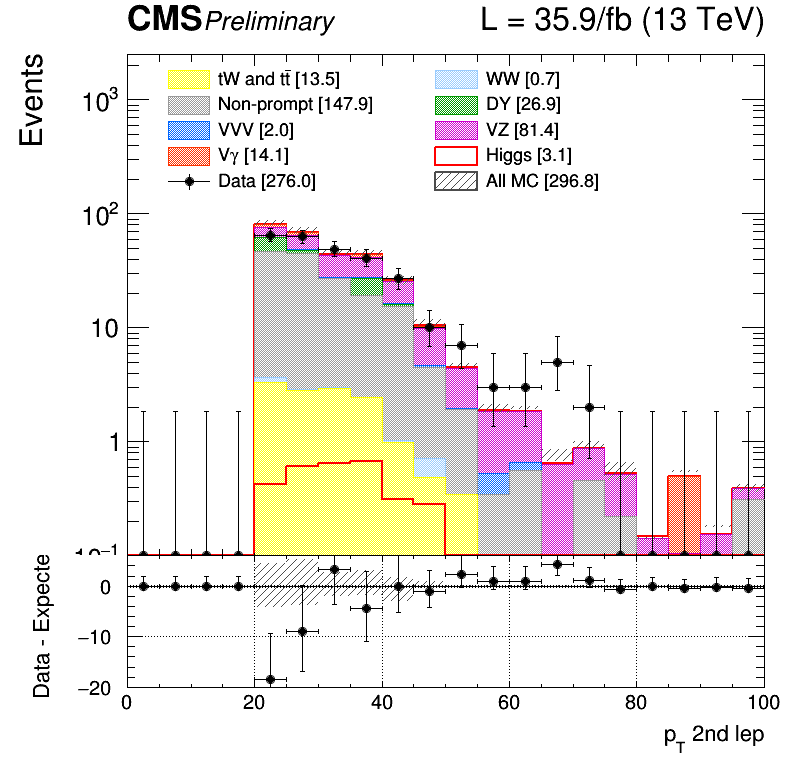 CMS Preliminary L = 35.9/fb (13 TeV)
Events
tW and tt̄ [13.5] WW [0.7]
Non-prompt [147.9] DY [26.9]
VVV [2.0] VZ [81.4]
Vγ [14.1] Higgs [3.1]
Data [276.0] All MC [296.8]
10³
10²
10
1
10⁻¹
Data - Expecte
0
−10
−20
0 20 40 60 80 100
p_T 2nd lep